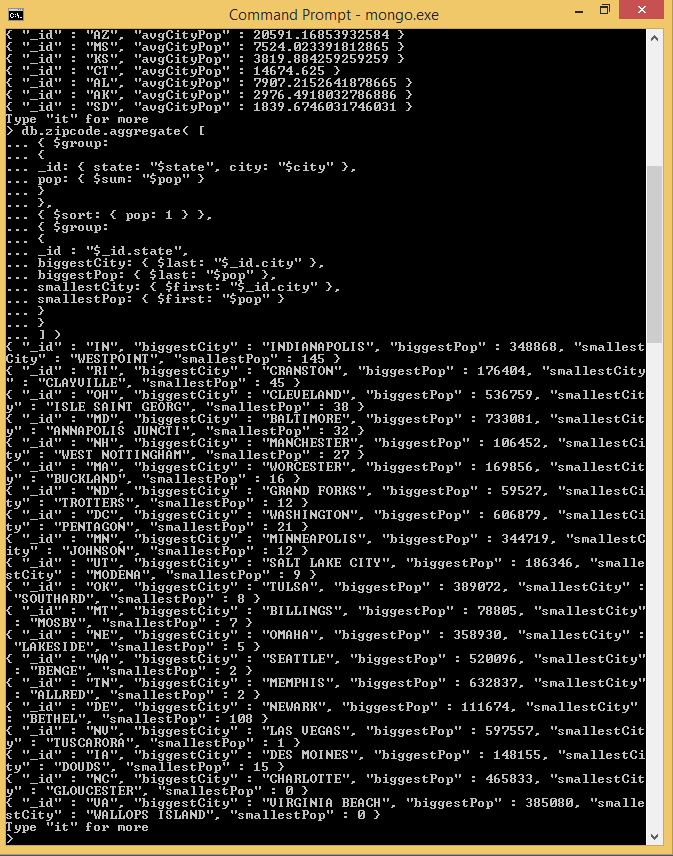 Command Prompt - mongo.exe
{ "_id" : "AZ", "avgCityPop" : 20591.16853932584 }
{ "_id" : "MS", "avgCityPop" : 7524.023391812865 }
{ "_id" : "KS", "avgCityPop" : 3819.884259259259 }
{ "_id" : "CT", "avgCityPop" : 14674.625 }
{ "_id" : "AL", "avgCityPop" : 7907.2152641878665 }
{ "_id" : "AK", "avgCityPop" : 2976.4918032786886 }
{ "_id" : "SD", "avgCityPop" : 1839.6746031746031 }
Type "it" for more
> db.zipcode.aggregate( [
... { $group:
... {
... _id: { state: "$state", city: "$city" },
... pop: { $sum: "$pop" }
... }
... },
... { $sort: { pop: 1 } },
... { $group:
... {
... _id : "$_id.state",
... biggestCity: { $last: "$_id.city" },
... biggestPop: { $last: "$pop" },
... smallestCity: { $first: "$_id.city" },
... smallestPop: { $first: "$pop" }
... }
... }
... ] )
{ "_id" : "IN", "biggestCity" : "INDIANAPOLIS", "biggestPop" : 348868, "smallest
City" : "WESTPOINT", "smallestPop" : 145 }
{ "_id" : "RI", "biggestCity" : "CRANSTON", "biggestPop" : 176404, "smallestCity
" : "CLAYVILLE", "smallestPop" : 45 }
{ "_id" : "OH", "biggestCity" : "CLEVELAND", "biggestPop" : 536759, "smallestCit
y" : "ISLE SAINT GEORG", "smallestPop" : 38 }
{ "_id" : "MD", "biggestCity" : "BALTIMORE", "biggestPop" : 733081, "smallestCit
y" : "ANNAPOLIS JUNCTI", "smallestPop" : 32 }
{ "_id" : "NH", "biggestCity" : "MANCHESTER", "biggestPop" : 106452, "smallestCi
ty" : "WEST NOTTINGHAM", "smallestPop" : 27 }
{ "_id" : "MA", "biggestCity" : "WORCESTER", "biggestPop" : 169856, "smallestCit
y" : "BUCKLAND", "smallestPop" : 16 }
{ "_id" : "ND", "biggestCity" : "GRAND FORKS", "biggestPop" : 59527, "smallestCi
ty" : "TROTTERS", "smallestPop" : 12 }
{ "_id" : "DC", "biggestCity" : "WASHINGTON", "biggestPop" : 606879, "smallestCi
ty" : "PENTAGON", "smallestPop" : 21 }
{ "_id" : "MN", "biggestCity" : "MINNEAPOLIS", "biggestPop" : 344719, "smallestC
ity" : "JOHNSON", "smallestPop" : 12 }
{ "_id" : "UT", "biggestCity" : "SALT LAKE CITY", "biggestPop" : 186346, "smalle
stCity" : "MODENA", "smallestPop" : 9 }
{ "_id" : "OK", "biggestCity" : "TULSA", "biggestPop" : 389072, "smallestCity" :
 "SOUTHARD", "smallestPop" : 8 }
{ "_id" : "MT", "biggestCity" : "BILLINGS", "biggestPop" : 78805, "smallestCity"
 : "MOSBY", "smallestPop" : 7 }
{ "_id" : "NE", "biggestCity" : "OMAHA", "biggestPop" : 358930, "smallestCity" :
 "LAKESIDE", "smallestPop" : 5 }
{ "_id" : "WA", "biggestCity" : "SEATTLE", "biggestPop" : 520096, "smallestCity"
 : "BENGE", "smallestPop" : 2 }
{ "_id" : "TN", "biggestCity" : "MEMPHIS", "biggestPop" : 632837, "smallestCity"
 : "ALLRED", "smallestPop" : 2 }
{ "_id" : "DE", "biggestCity" : "NEWARK", "biggestPop" : 111674, "smallestCity"
: "BETHEL", "smallestPop" : 108 }
{ "_id" : "NV", "biggestCity" : "LAS VEGAS", "biggestPop" : 597557, "smallestCit
y" : "TUSCARORA", "smallestPop" : 1 }
{ "_id" : "IA", "biggestCity" : "DES MOINES", "biggestPop" : 148155, "smallestCi
ty" : "DOUDS", "smallestPop" : 15 }
{ "_id" : "NC", "biggestCity" : "CHARLOTTE", "biggestPop" : 465833, "smallestCit
y" : "GLOUCESTER", "smallestPop" : 0 }
{ "_id" : "VA", "biggestCity" : "VIRGINIA BEACH", "biggestPop" : 385080, "smalle
stCity" : "WALLOPS ISLAND", "smallestPop" : 0 }
Type "it" for more
>